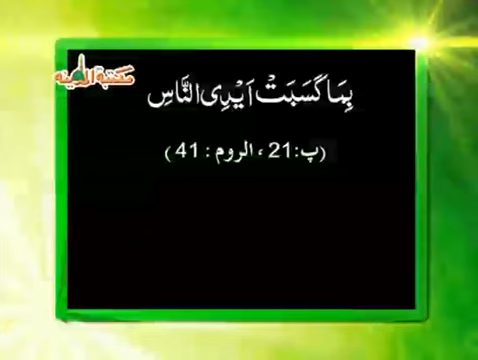 مکتبۃ المدینہ
بِمَا کَسَبَتْ اَیْدِی النَّاسِ
(پ:21، الروم: 41)